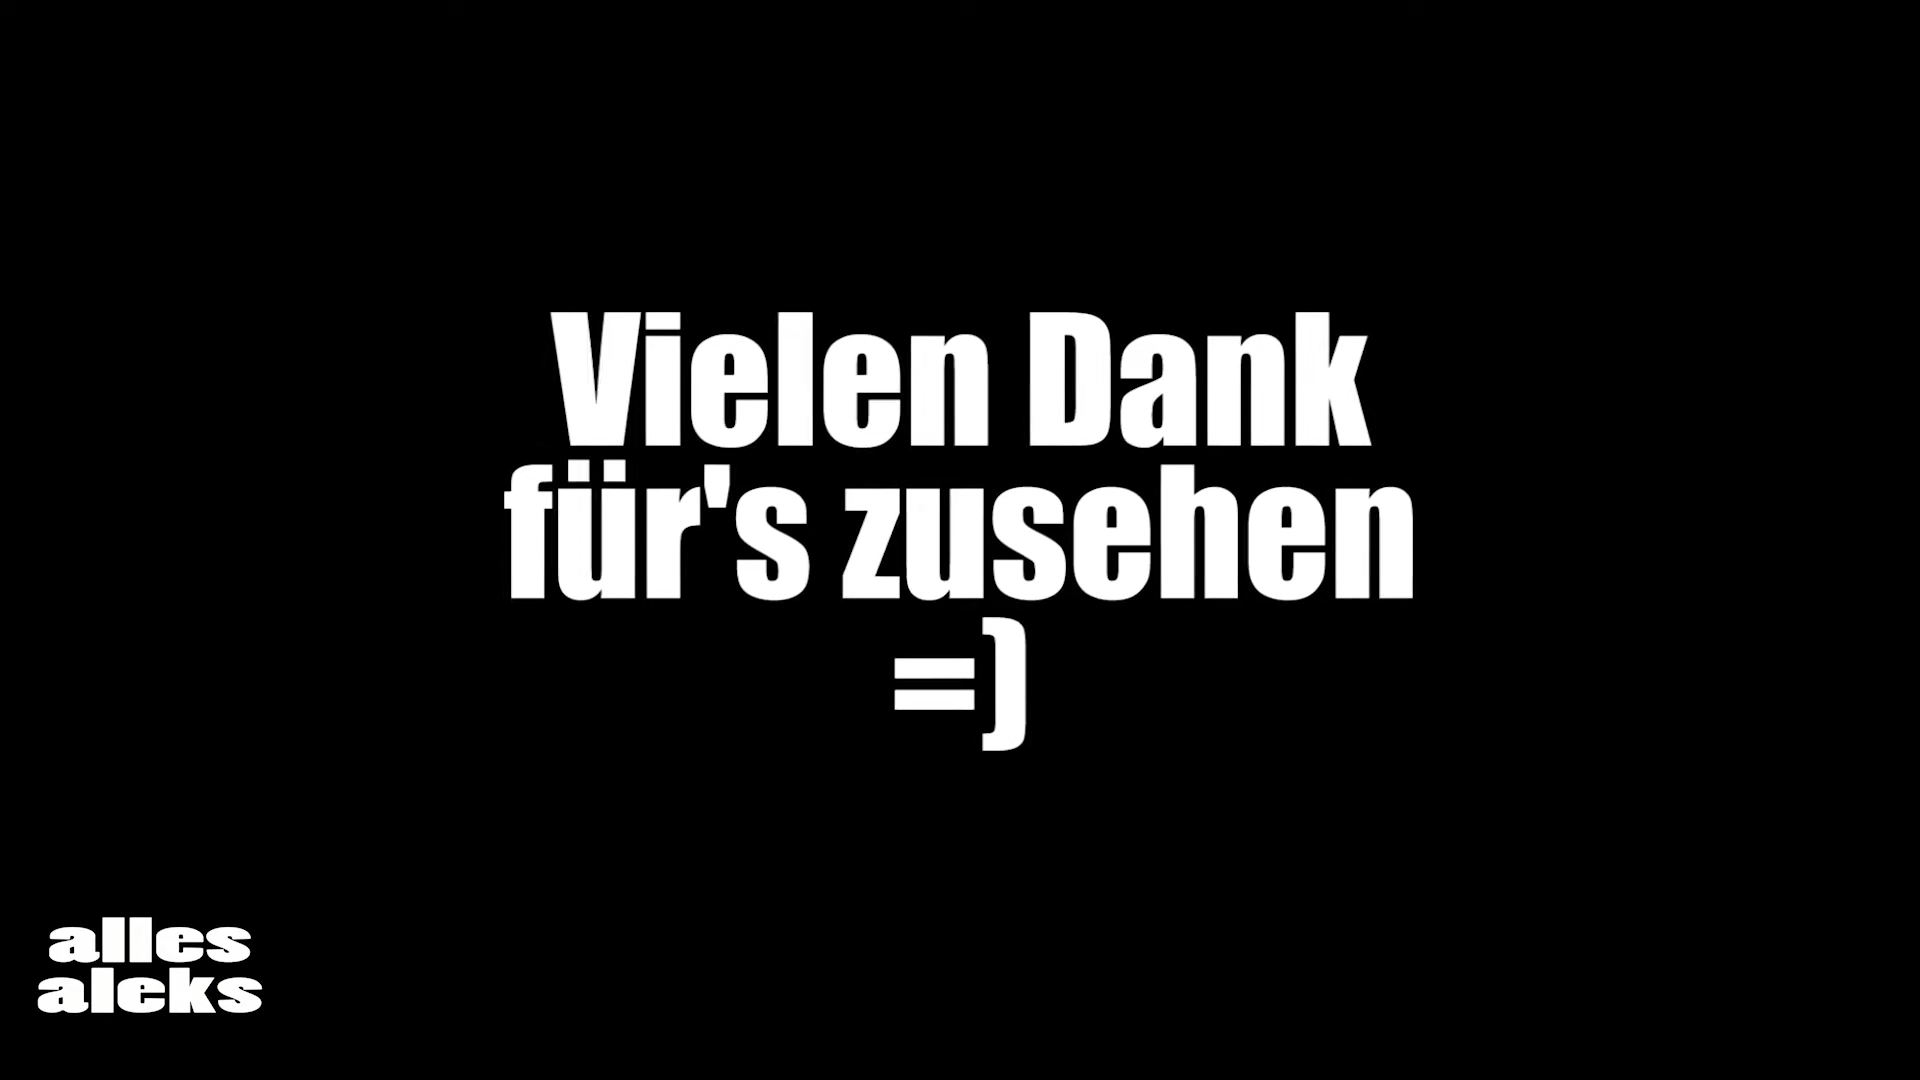 Vielen Dank
für's zusehen
=)
alles
aleks